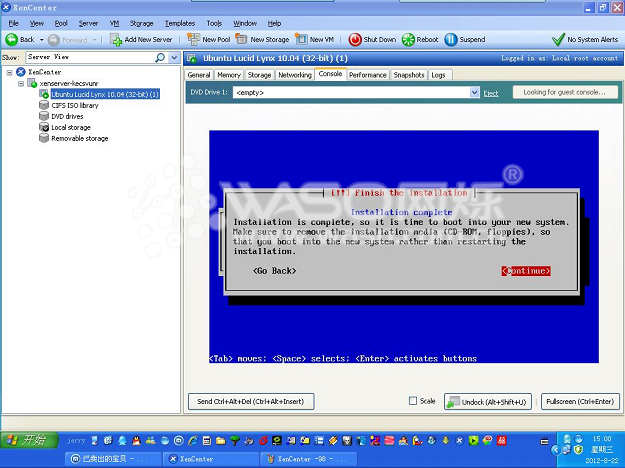 XenCenter
File View Pool Server VM Storage Templates Tools Window Help
Back Forward Add New Server New Pool New Storage New VM Shut Down Reboot Suspend No System Alerts
Show: Server View
Ubuntu Lucid Lynx 10.04 (32-bit) (1) Logged in as: Local root account
XenCenter
xenserver-kecsvunr
Ubuntu Lucid Lynx 10.04 (32-bit) (1)
CIFS ISO library
DVD drives
Local storage
Removable storage
General Memory Storage Networking Console Performance Snapshots Logs
DVD Drive 1: <empty> Eject Looking for guest console...
[!!] Finish the installation
Installation complete
Installation is complete, so it is time to boot into your new system.
Make sure to remove the installation media (CD-ROM, floppies), so
that you boot into the new system rather than restarting the
installation.
<Go Back> <Continue>
<Tab> moves; <Space> selects; <Enter> activates buttons
Send Ctrl+Alt+Del (Ctrl+Alt+Insert) Scale Undock (Alt+Shift+U) Fullscreen (Ctrl+Enter)
开始 jerry 15:00
星期三
2012-8-22
已卖出的宝贝 - ... XenCenter XenCenter -98 - ...